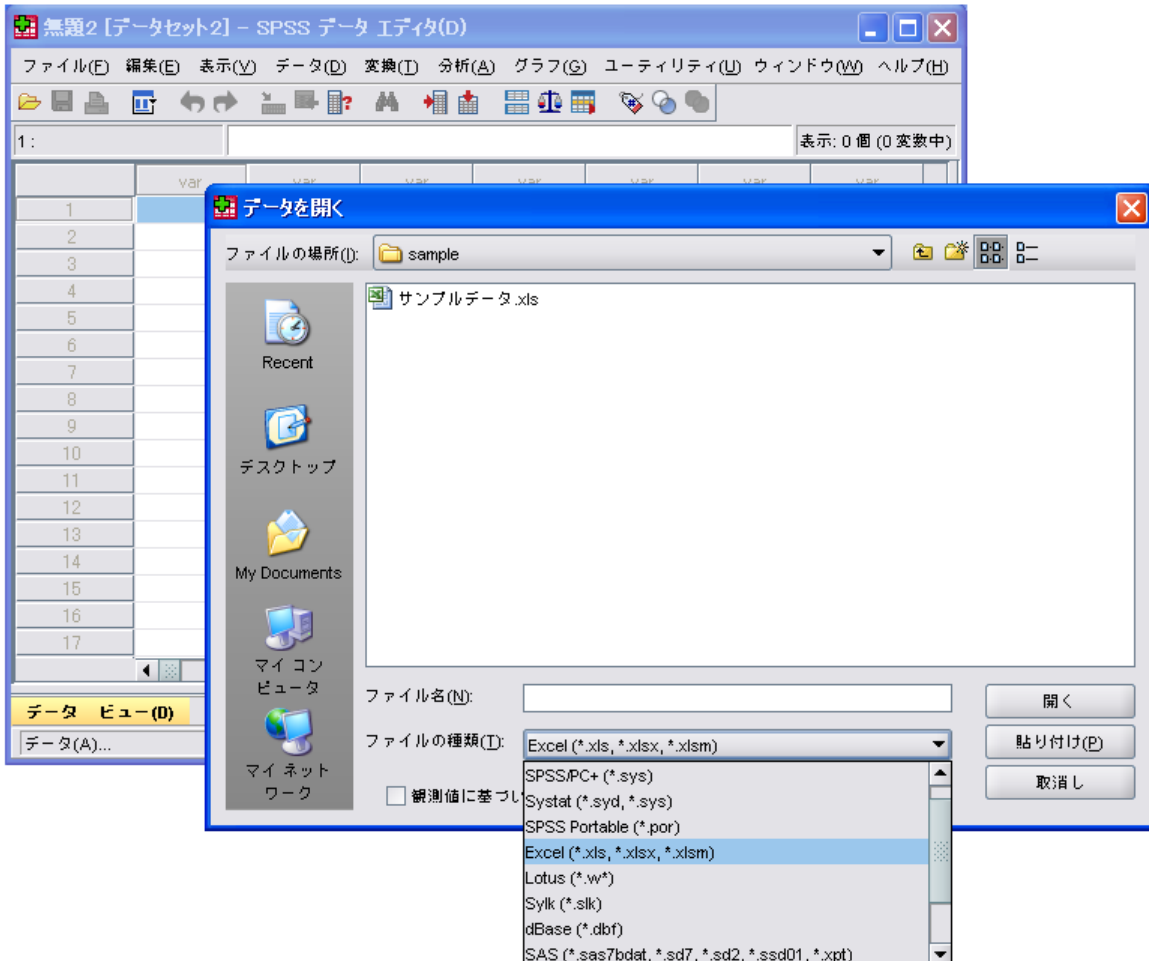 無題2 [データセット2] - SPSS データ エディタ(D)
ファイル(F) 編集(E) 表示(V) データ(D) 変換(T) 分析(A) グラフ(G) ユーティリティ(U) ウィンドウ(W) ヘルプ(H)
1 :
表示: 0 個 (0 変数中)
var var var var var var var
1
2
3
4
5
6
7
8
9
10
11
12
13
14
15
16
17
データ ビュー(D)
データ(A)...
データを開く
ファイルの場所(I): sample
サンプルデータ.xls
Recent
デスクトップ
My Documents
マイ コン
ピュータ
マイ ネット
ワーク
ファイル名(N):
開く
ファイルの種類(T): Excel (*.xls, *.xlsx, *.xlsm)
貼り付け(P)
取消し
観測値に基づい
SPSS/PC+ (*.sys)
Systat (*.syd, *.sys)
SPSS Portable (*.por)
Excel (*.xls, *.xlsx, *.xlsm)
Lotus (*.w*)
Sylk (*.slk)
dBase (*.dbf)
SAS (*.sas7bdat, *.sd7, *.sd2, *.ssd01, *.xpt)